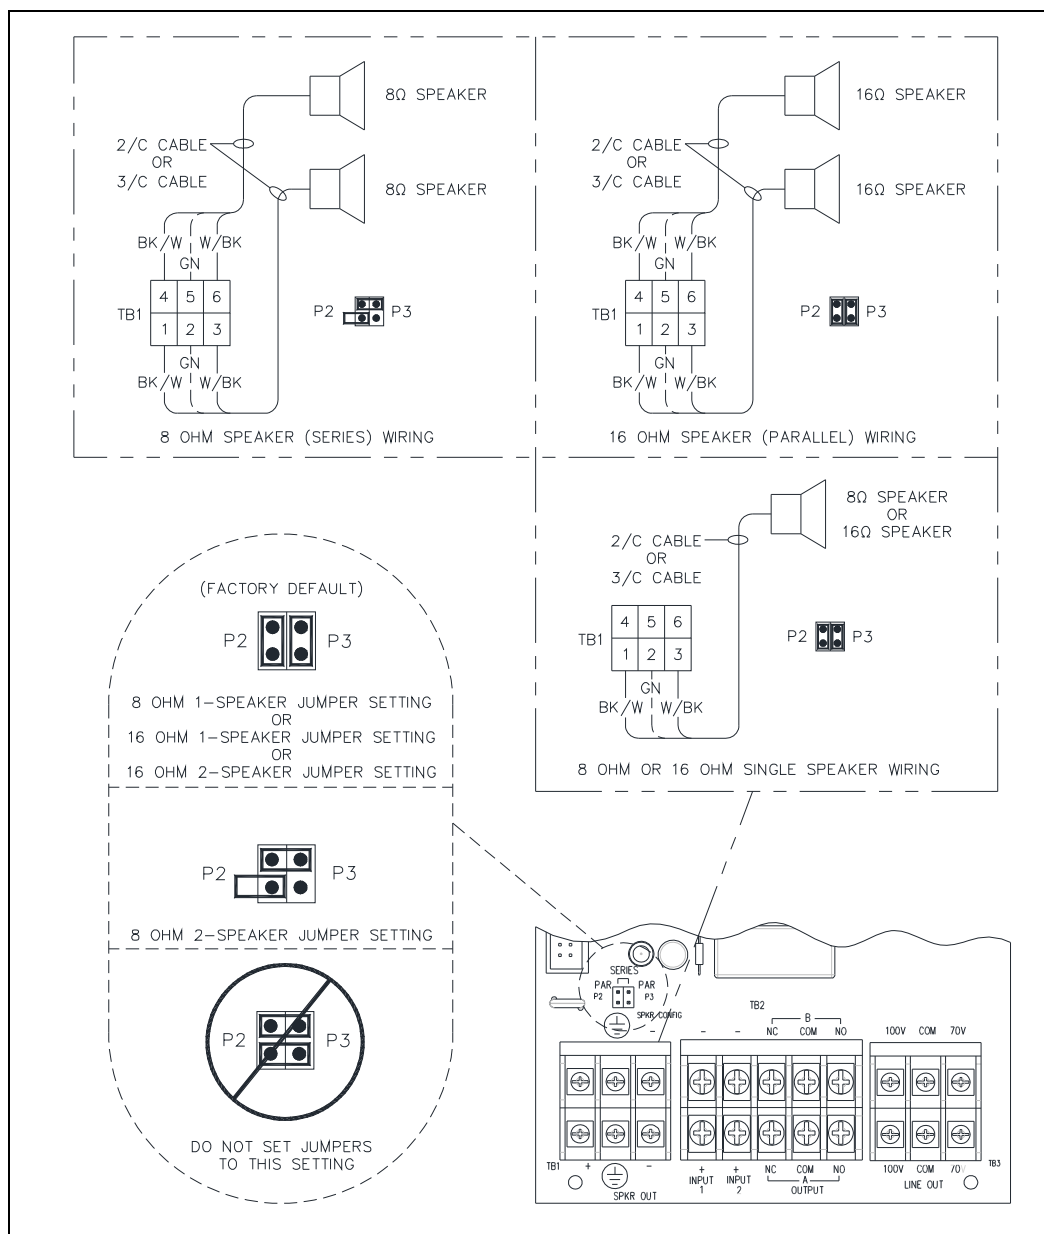 8Ω SPEAKER
2/C CABLE
OR
3/C CABLE
8Ω SPEAKER
BK/W W/BK
GN
4 5 6
TB1
1 2 3
P2 P3
GN
BK/W W/BK
8 OHM SPEAKER (SERIES) WIRING
16Ω SPEAKER
2/C CABLE
OR
3/C CABLE
16Ω SPEAKER
BK/W W/BK
GN
4 5 6
TB1
1 2 3
P2 P3
GN
BK/W W/BK
16 OHM SPEAKER (PARALLEL) WIRING
8Ω SPEAKER
OR
16Ω SPEAKER
2/C CABLE
OR
3/C CABLE
4 5 6
TB1
1 2 3
P2 P3
GN
BK/W W/BK
8 OHM OR 16 OHM SINGLE SPEAKER WIRING
(FACTORY DEFAULT)
P2 P3
8 OHM 1-SPEAKER JUMPER SETTING
OR
16 OHM 1-SPEAKER JUMPER SETTING
OR
16 OHM 2-SPEAKER JUMPER SETTING
P2 P3
8 OHM 2-SPEAKER JUMPER SETTING
P2 P3
DO NOT SET JUMPERS
TO THIS SETTING
SERIES
PAR PAR
P2 P3
SPKR CONFIG
TB2
B
- - - NC COM NO 100V COM 70V
TB1 + - + + NC COM NO 100V COM 70V TB3
SPKR OUT
INPUT
1
INPUT
2
A
OUTPUT
LINE OUT